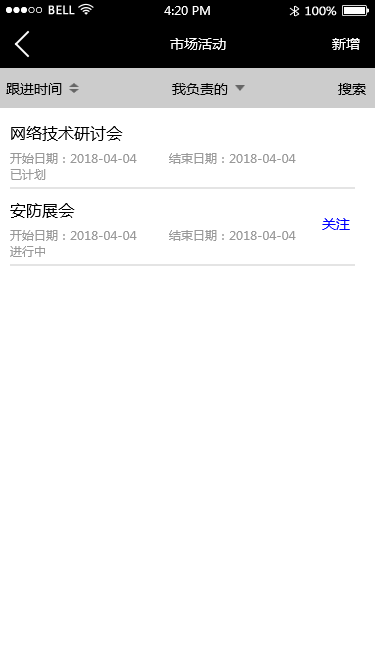 BELL 4:20 PM 100%
市场活动 新增
跟进时间 我负责的 搜索
网络技术研讨会
开始日期：2018-04-04 结束日期：2018-04-04
已计划
安防展会
关注
开始日期：2018-04-04 结束日期：2018-04-04
进行中